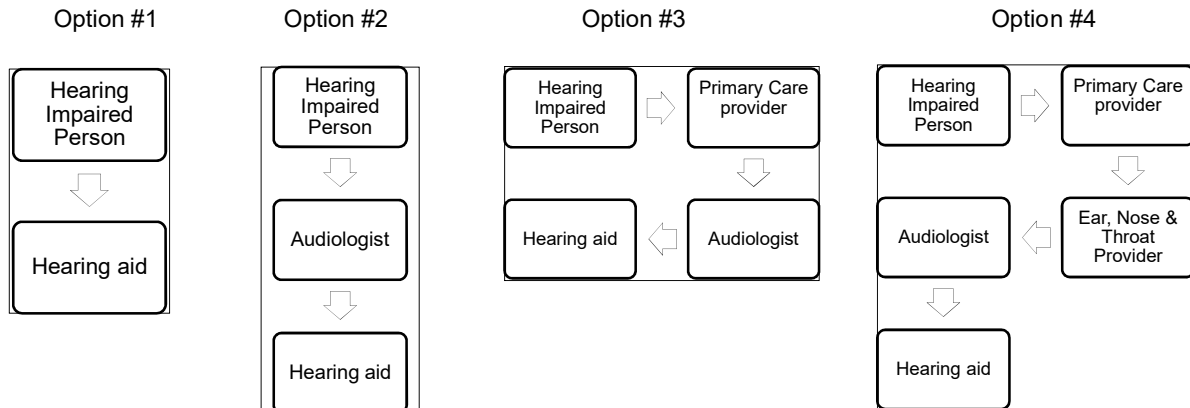 Option #1
Hearing
Impaired
Person
Hearing aid
Option #2
Hearing
Impaired
Person
Audiologist
Hearing aid
Option #3
Hearing
Impaired
Person
Primary Care
provider
Audiologist
Hearing aid
Option #4
Hearing
Impaired
Person
Primary Care
provider
Ear, Nose &
Throat
Provider
Audiologist
Hearing aid